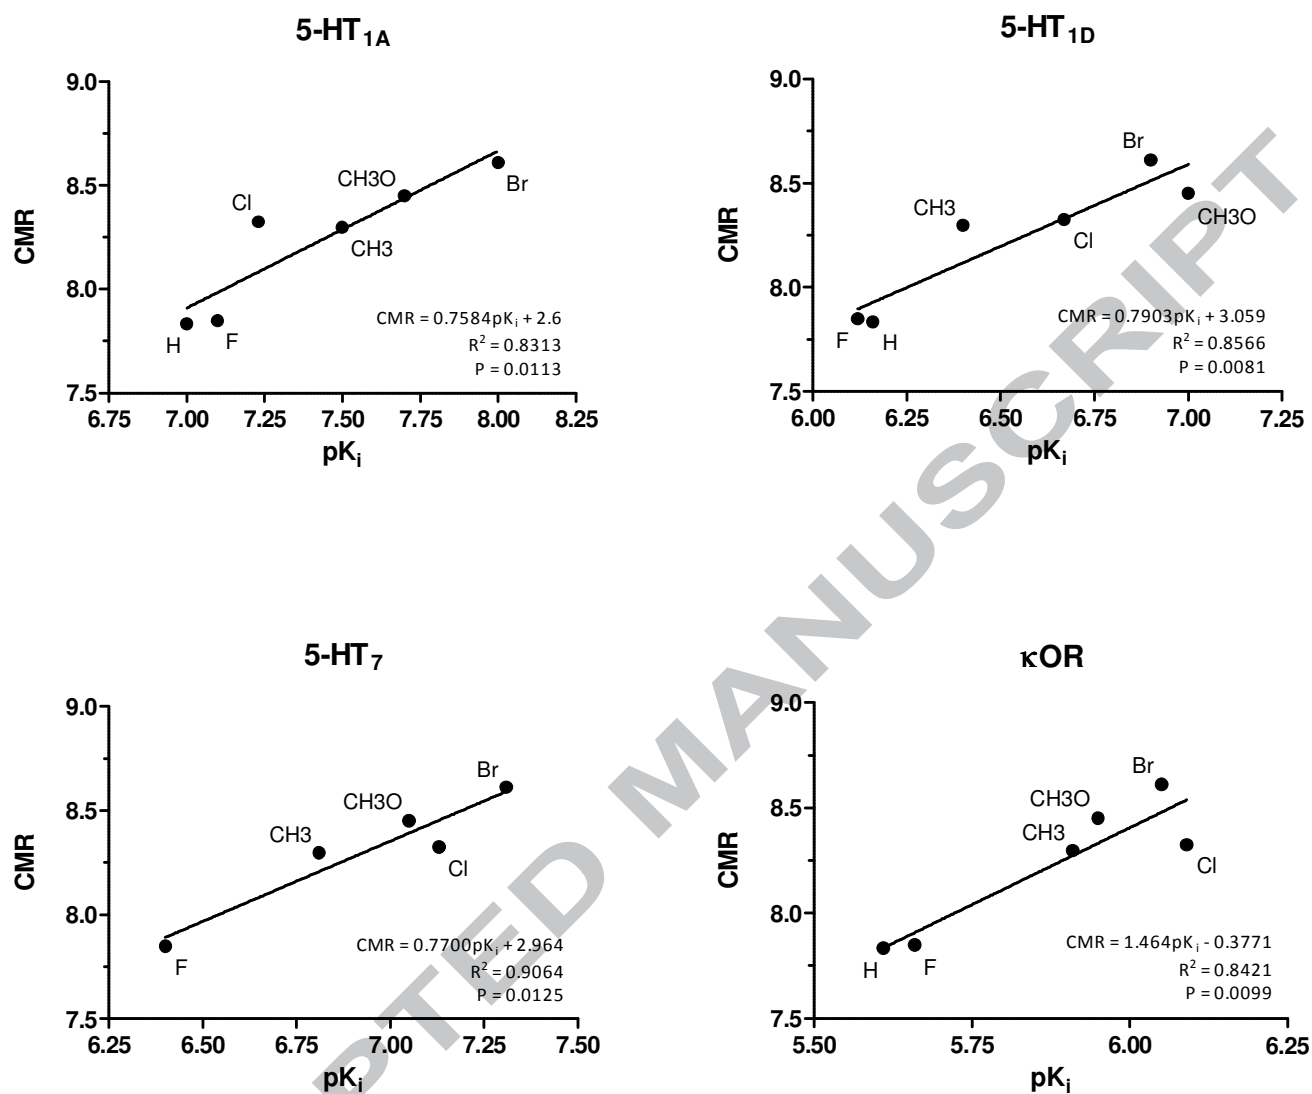 5-HT1A
9.0
8.5
8.0
7.5
CMR
Cl
CH3O
Br
CH3
H
F
CMR = 0.7584pKi + 2.6
R2 = 0.8313
P = 0.0113
6.75 7.00 7.25 7.50 7.75 8.00 8.25
pKi
5-HT1D
9.0
8.5
8.0
7.5
CMR
Br
CH3
CH3O
Cl
F
H
CMR = 0.7903pKi + 3.059
R2 = 0.8566
P = 0.0081
6.00 6.25 6.50 6.75 7.00 7.25
pKi
5-HT7
9.0
8.5
8.0
7.5
CMR
Br
CH3O
CH3
Cl
F
CMR = 0.7700pKi + 2.964
R2 = 0.9064
P = 0.0125
6.25 6.50 6.75 7.00 7.25 7.50
pKi
κOR
9.0
8.5
8.0
7.5
CMR
Br
CH3O
CH3
Cl
H
F
CMR = 1.464pKi - 0.3771
R2 = 0.8421
P = 0.0099
5.50 5.75 6.00 6.25
pKi
PTED MANUSCRIPT